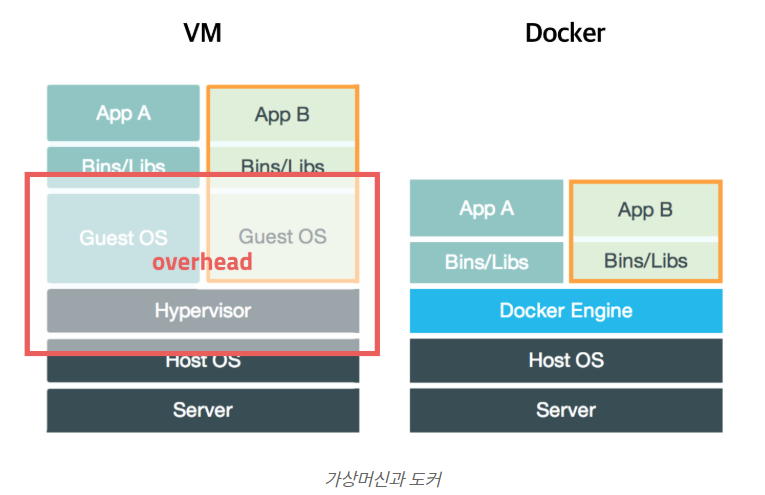 VM
App A
App B
Bins/Libs
Bins/Libs
Guest OS
Guest OS
overhead
Hypervisor
Host OS
Server
Docker
App A
App B
Bins/Libs
Bins/Libs
Docker Engine
Host OS
Server
가상머신과 도커